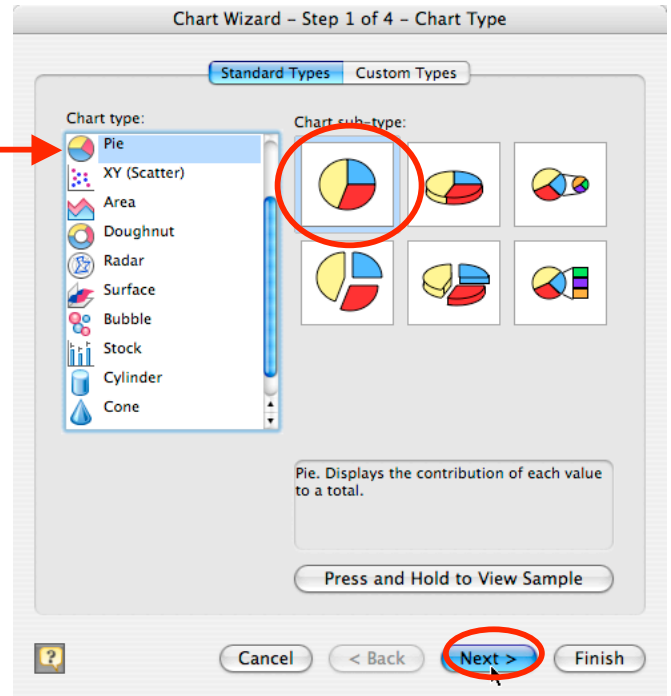 Chart Wizard – Step 1 of 4 – Chart Type
Standard Types Custom Types
Chart type:
Pie
XY (Scatter)
Area
Doughnut
Radar
Surface
Bubble
Stock
Cylinder
Cone
Chart sub-type:
Pie. Displays the contribution of each value
to a total.
Press and Hold to View Sample
? Cancel < Back Next > Finish